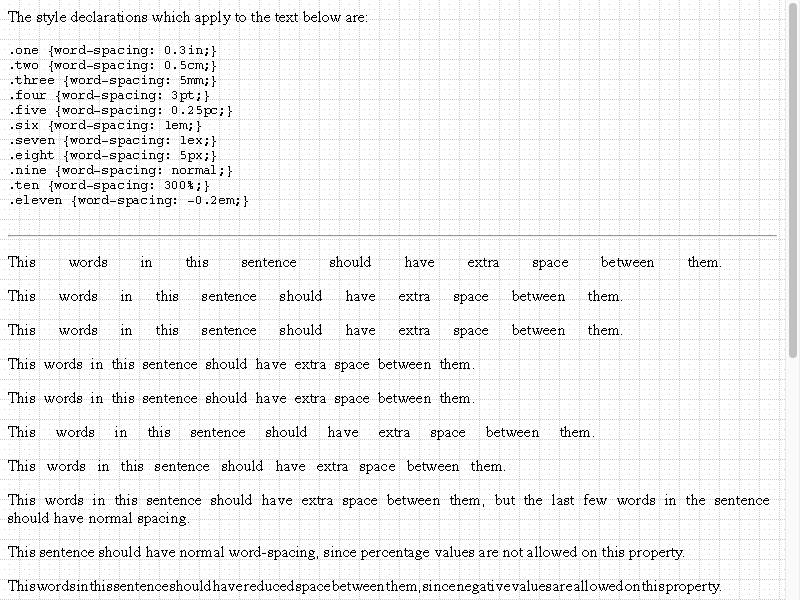 The style declarations which apply to the text below are:
.one {word-spacing: 0.3in;}
.two {word-spacing: 0.5cm;}
.three {word-spacing: 5mm;}
.four {word-spacing: 3pt;}
.five {word-spacing: 0.25pc;}
.six {word-spacing: 1em;}
.seven {word-spacing: 1ex;}
.eight {word-spacing: 5px;}
.nine {word-spacing: normal;}
.ten {word-spacing: 300%;}
.eleven {word-spacing: -0.2em;}
This words in this sentence should have extra space between them.
This words in this sentence should have extra space between them.
This words in this sentence should have extra space between them.
This words in this sentence should have extra space between them.
This words in this sentence should have extra space between them.
This words in this sentence should have extra space between them.
This words in this sentence should have extra space between them.
This words in this sentence should have extra space between them, but the last few words in the sentence
should have normal spacing.
This sentence should have normal word-spacing, since percentage values are not allowed on this property.
This words in this sentence should have reduced space between them, since negative values are allowed on this property.